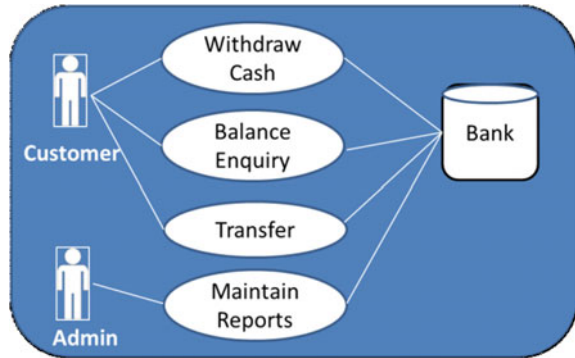 Withdraw
Cash
Customer
Balance
Enquiry
Bank
Transfer
Admin
Maintain
Reports